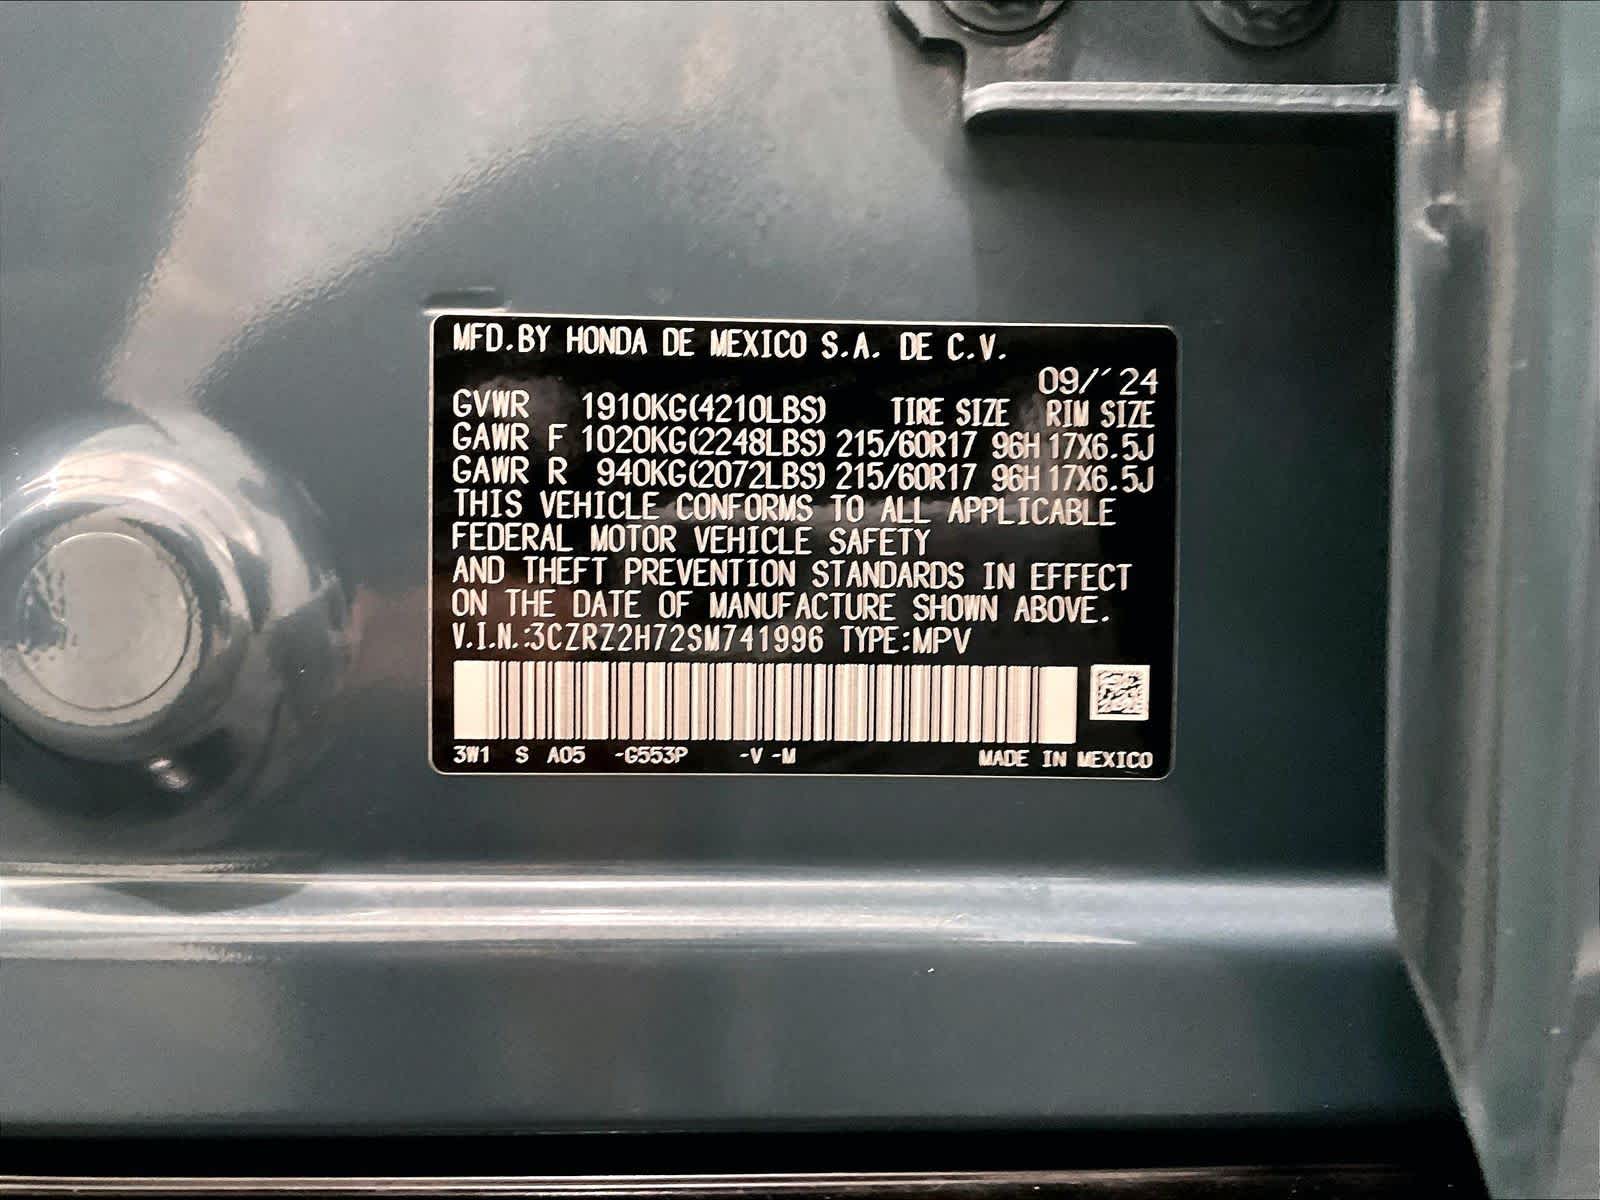 MFD.BY HONDA DE MEXICO S.A. DE C.V.
09/´24
GVWR 1910KG(4210LBS) TIRE SIZE RIM SIZE
GAWR F 1020KG(2248LBS) 215/60R17 96H 17X6.5J
GAWR R 940KG(2072LBS) 215/60R17 96H 17X6.5J
THIS VEHICLE CONFORMS TO ALL APPLICABLE
FEDERAL MOTOR VEHICLE SAFETY
AND THEFT PREVENTION STANDARDS IN EFFECT
ON THE DATE OF MANUFACTURE SHOWN ABOVE.
V.I.N.:3CZRZ2H72SM741996 TYPE:MPV
3W1 S A05 -G553P -V -M MADE IN MEXICO